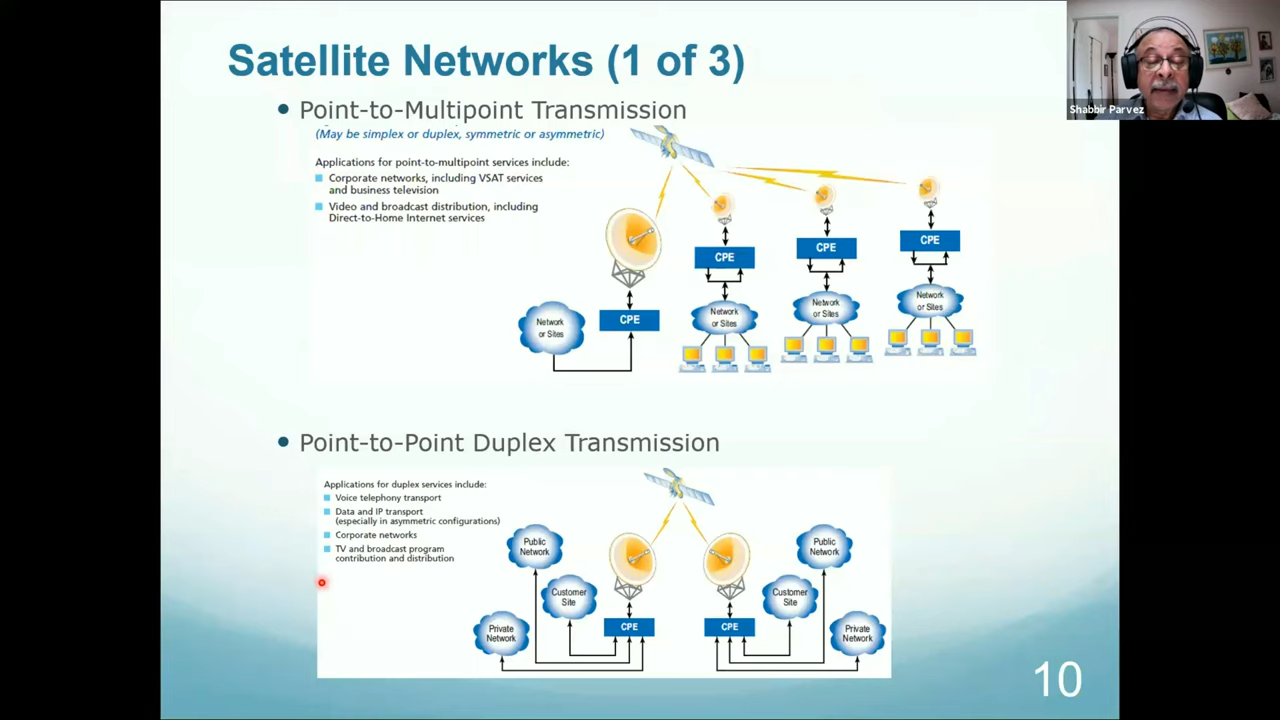 Satellite Networks (1 of 3)
Shabbir Parvez
• Point-to-Multipoint Transmission
(May be simplex or duplex, symmetric or asymmetric)
Applications for point-to-multipoint services include:
Corporate networks, including VSAT services
and business television
Video and broadcast distribution, including
Direct-to-Home Internet services
CPE
CPE
CPE
Network
or Sites
CPE
Network
or Sites
Network
or Sites
Network
or Sites
• Point-to-Point Duplex Transmission
Applications for duplex services include:
Voice telephony transport
Data and IP transport
(especially in asymmetric configurations)
Corporate networks
TV and broadcast program
contribution and distribution
Public
Network
Customer
Site
Private
Network
CPE
CPE
Public
Network
Customer
Site
Private
Network
10